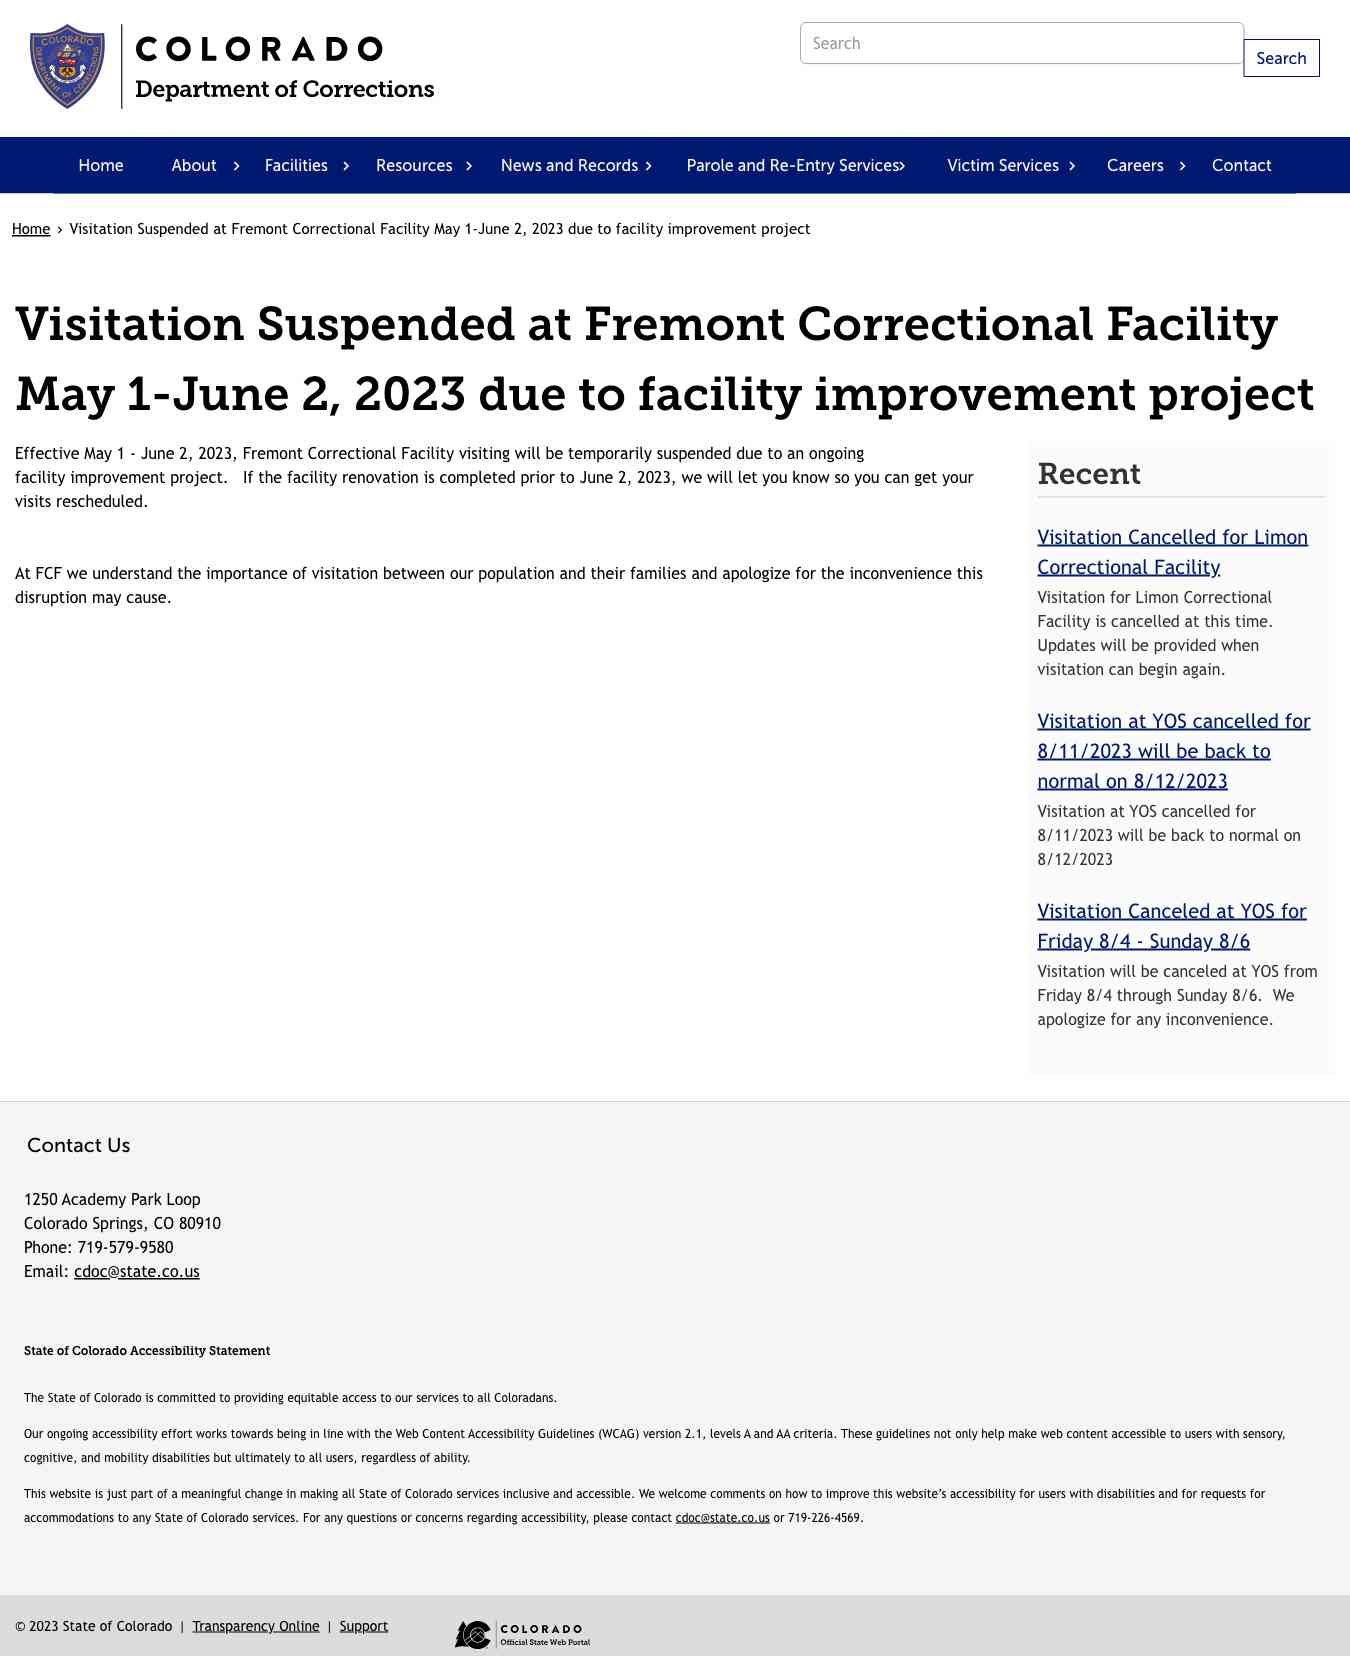 COLORADO
Department of Corrections
Search
Search
Home About Facilities Resources News and Records Parole and Re-Entry Services Victim Services Careers Contact
Home › Visitation Suspended at Fremont Correctional Facility May 1-June 2, 2023 due to facility improvement project
Visitation Suspended at Fremont Correctional Facility
May 1-June 2, 2023 due to facility improvement project
Effective May 1 - June 2, 2023, Fremont Correctional Facility visiting will be temporarily suspended due to an ongoing
facility improvement project. If the facility renovation is completed prior to June 2, 2023, we will let you know so you can get your
visits rescheduled.
At FCF we understand the importance of visitation between our population and their families and apologize for the inconvenience this
disruption may cause.
Recent
Visitation Cancelled for Limon
Correctional Facility
Visitation for Limon Correctional
Facility is cancelled at this time.
Updates will be provided when
visitation can begin again.
Visitation at YOS cancelled for
8/11/2023 will be back to
normal on 8/12/2023
Visitation at YOS cancelled for
8/11/2023 will be back to normal on
8/12/2023
Visitation Canceled at YOS for
Friday 8/4 - Sunday 8/6
Visitation will be canceled at YOS from
Friday 8/4 through Sunday 8/6. We
apologize for any inconvenience.
Contact Us
1250 Academy Park Loop
Colorado Springs, CO 80910
Phone: 719-579-9580
Email: cdoc@state.co.us
State of Colorado Accessibility Statement
The State of Colorado is committed to providing equitable access to our services to all Coloradans.
Our ongoing accessibility effort works towards being in line with the Web Content Accessibility Guidelines (WCAG) version 2.1, levels A and AA criteria. These guidelines not only help make web content accessible to users with sensory,
cognitive, and mobility disabilities but ultimately to all users, regardless of ability.
This website is just part of a meaningful change in making all State of Colorado services inclusive and accessible. We welcome comments on how to improve this website’s accessibility for users with disabilities and for requests for
accommodations to any State of Colorado services. For any questions or concerns regarding accessibility, please contact cdoc@state.co.us or 719-226-4569.
© 2023 State of Colorado | Transparency Online | Support
COLORADO
Official State Web Portal